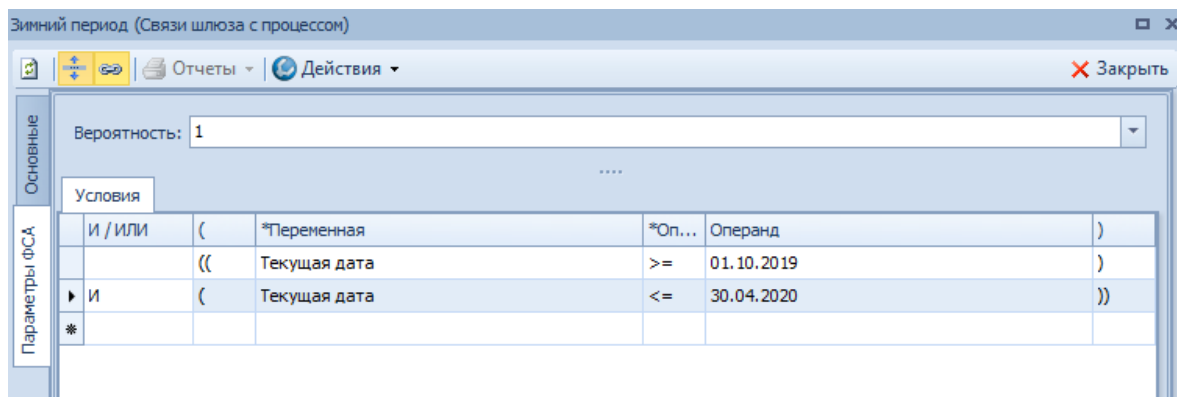 Зимний период (Связи шлюза с процессом)
Отчеты Действия Закрыть
Основные
Параметры ФСА
Вероятность: 1
Условия
И / ИЛИ ( *Переменная *Оп... Операнд )
(( Текущая дата >= 01.10.2019 )
И ( Текущая дата <= 30.04.2020 ))